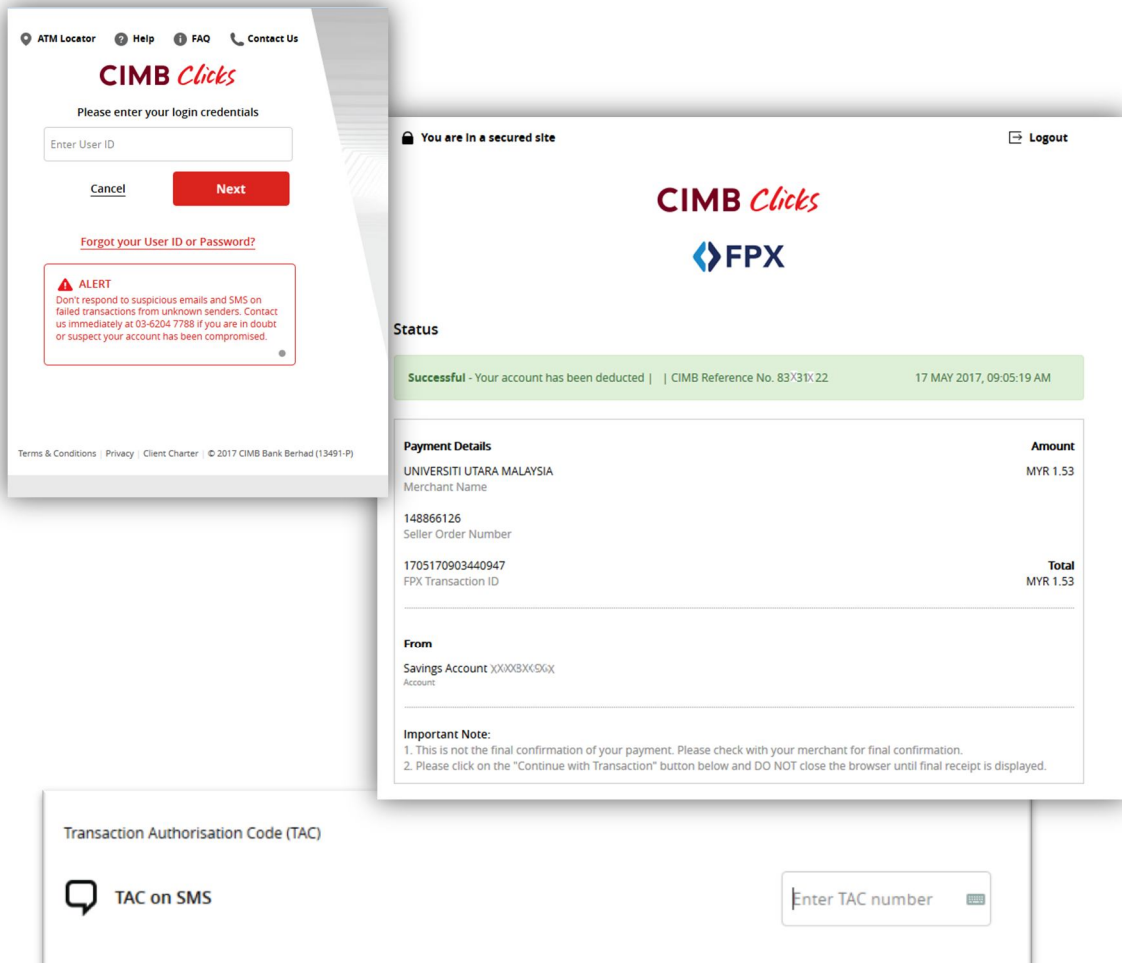 ATM Locator Help FAQ Contact Us
CIMB Clicks
Please enter your login credentials
Enter User ID
Cancel Next
Forgot your User ID or Password?
ALERT
Don't respond to suspicious emails and SMS on
failed transactions from unknown senders. Contact
us immediately at 03-6204 7788 if you are in doubt
or suspect your account has been compromised.
Terms & Conditions | Privacy | Client Charter | © 2017 CIMB Bank Berhad (13491-P)
You are in a secured site Logout
CIMB Clicks
FPX
Status
Successful - Your account has been deducted | | CIMB Reference No. 83X31X22 17 MAY 2017, 09:05:19 AM
Payment Details Amount
UNIVERSITI UTARA MALAYSIA MYR 1.53
Merchant Name
148866126
Seller Order Number
1705170903440947 Total
FPX Transaction ID MYR 1.53
From
Savings Account
Account
Important Note:
1. This is not the final confirmation of your payment. Please check with your merchant for final confirmation.
2. Please click on the "Continue with Transaction" button below and DO NOT close the browser until final receipt is displayed.
Transaction Authorisation Code (TAC)
TAC on SMS Enter TAC number